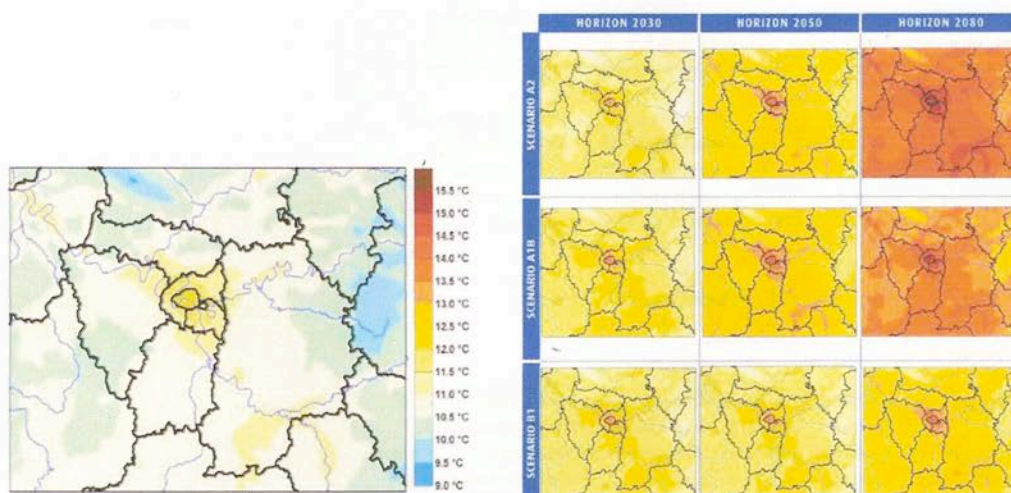 HORIZON 2030
HORIZON 2050
HORIZON 2080
SCENARIO A2
SCENARIO A1B
SCENARIO B1
15.5 °C
15.0 °C
14.5 °C
14.0 °C
13.5 °C
13.0 °C
12.5 °C
12.0 °C
11.5 °C
11.0 °C
10.5 °C
10.0 °C
9.5 °C
9.0 °C